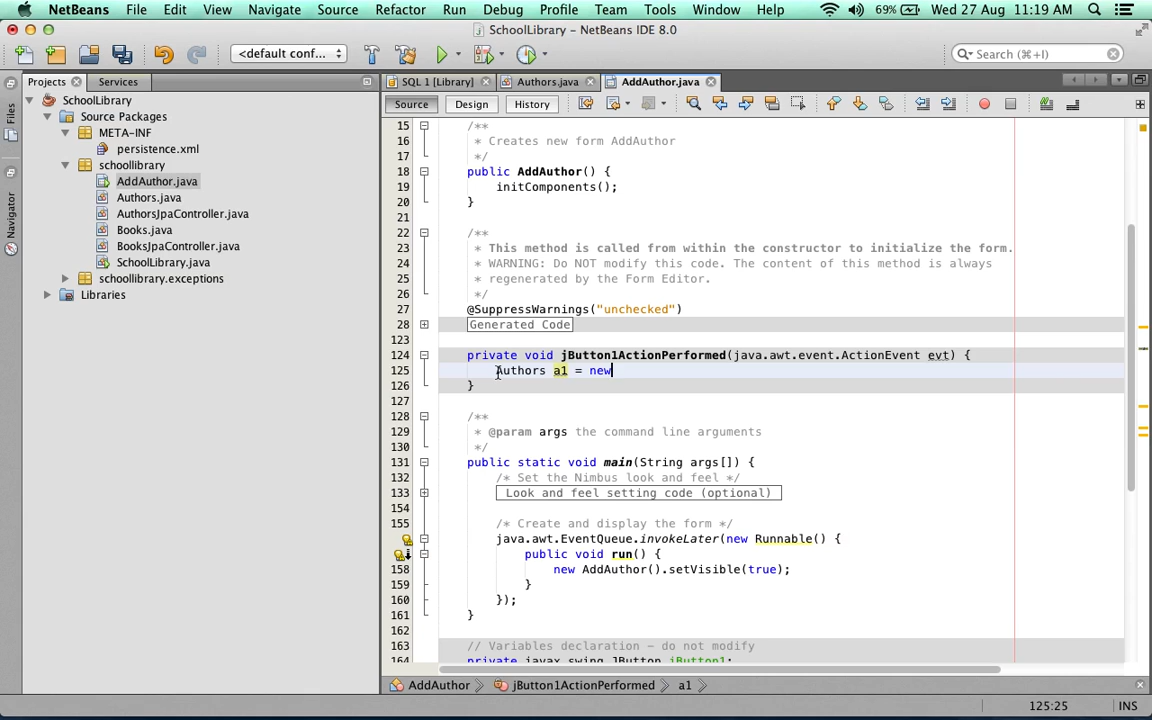 NetBeans File Edit View Navigate Source Refactor Run Debug Profile Team Tools Window Help 69% Wed 27 Aug 11:19 AM
SchoolLibrary - NetBeans IDE 8.0
<default conf... Search (⌘+I)
Projects Services
Files
Navigator
SchoolLibrary
Source Packages
META-INF
persistence.xml
schoollibrary
AddAuthor.java
Authors.java
AuthorsJpaController.java
Books.java
BooksJpaController.java
SchoolLibrary.java
schoollibrary.exceptions
Libraries
SQL 1 [Library] Authors.java AddAuthor.java
Source Design History
15 /**
16 * Creates new form AddAuthor
17 */
18 public AddAuthor() {
19 initComponents();
20 }
21
22 /**
23 * This method is called from within the constructor to initialize the form.
24 * WARNING: Do NOT modify this code. The content of this method is always
25 * regenerated by the Form Editor.
26 */
27 @SuppressWarnings("unchecked")
28 Generated Code
123
124 private void jButton1ActionPerformed(java.awt.event.ActionEvent evt) {
125 Authors a1 = new
126 }
127
128 /**
129 * @param args the command line arguments
130 */
131 public static void main(String args[]) {
132 /* Set the Nimbus look and feel */
133 Look and feel setting code (optional)
154
155 /* Create and display the form */
java.awt.EventQueue.invokeLater(new Runnable() {
public void run() {
158 new AddAuthor().setVisible(true);
159 }
160 });
161 }
162
163 // Variables declaration - do not modify
164 private javax.swing.JButton jButton1;
AddAuthor jButton1ActionPerformed a1
125:25 INS